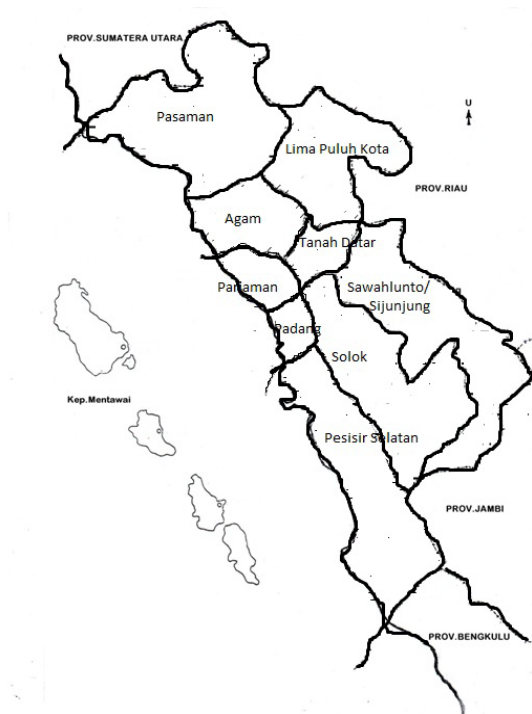 PROV.SUMATERA UTARA
U
Pasaman
Lima Puluh Kota
PROV.RIAU
Agam
Tanah Datar
Pariaman
Sawahlunto/
Sijunjung
Padang
Solok
Kep.Mentawai
Pesisir Selatan
PROV.JAMBI
PROV.BENGKULU